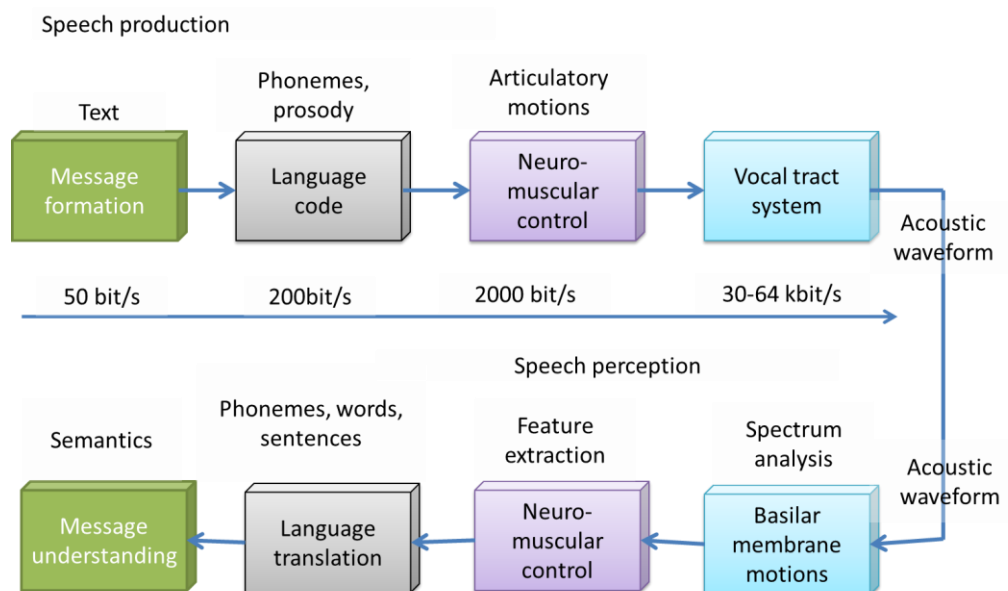 Speech production
Text
Phonemes,
prosody
Articulatory
motions
Message
formation
Language
code
Neuro-
muscular
control
Vocal tract
system
Acoustic
waveform
50 bit/s
200bit/s
2000 bit/s
30-64 kbit/s
Speech perception
Semantics
Phonemes, words,
sentences
Feature
extraction
Spectrum
analysis
Acoustic
waveform
Message
understanding
Language
translation
Neuro-
muscular
control
Basilar
membrane
motions